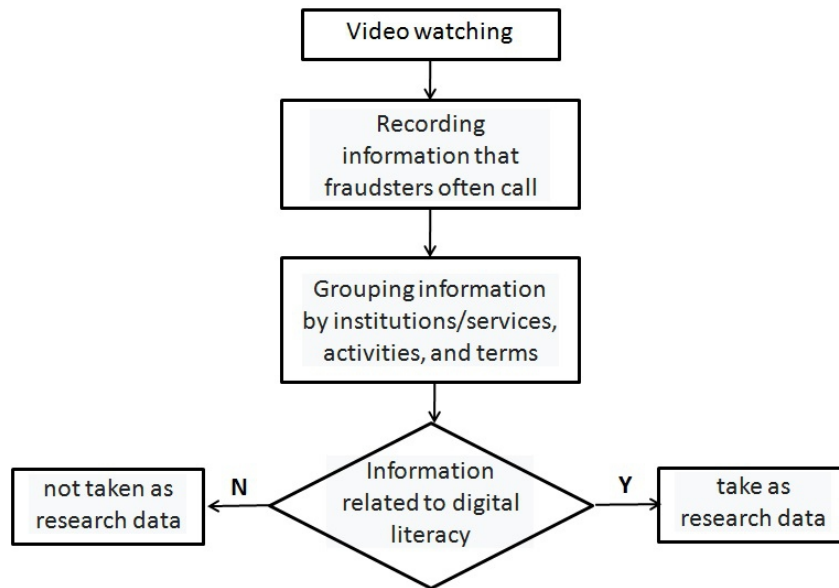 Video watching
Recording
information that
fraudsters often call
Grouping information
by institutions/services,
activities, and terms
Information
related to digital
literacy
N
not taken as
research data
Y
take as
research data